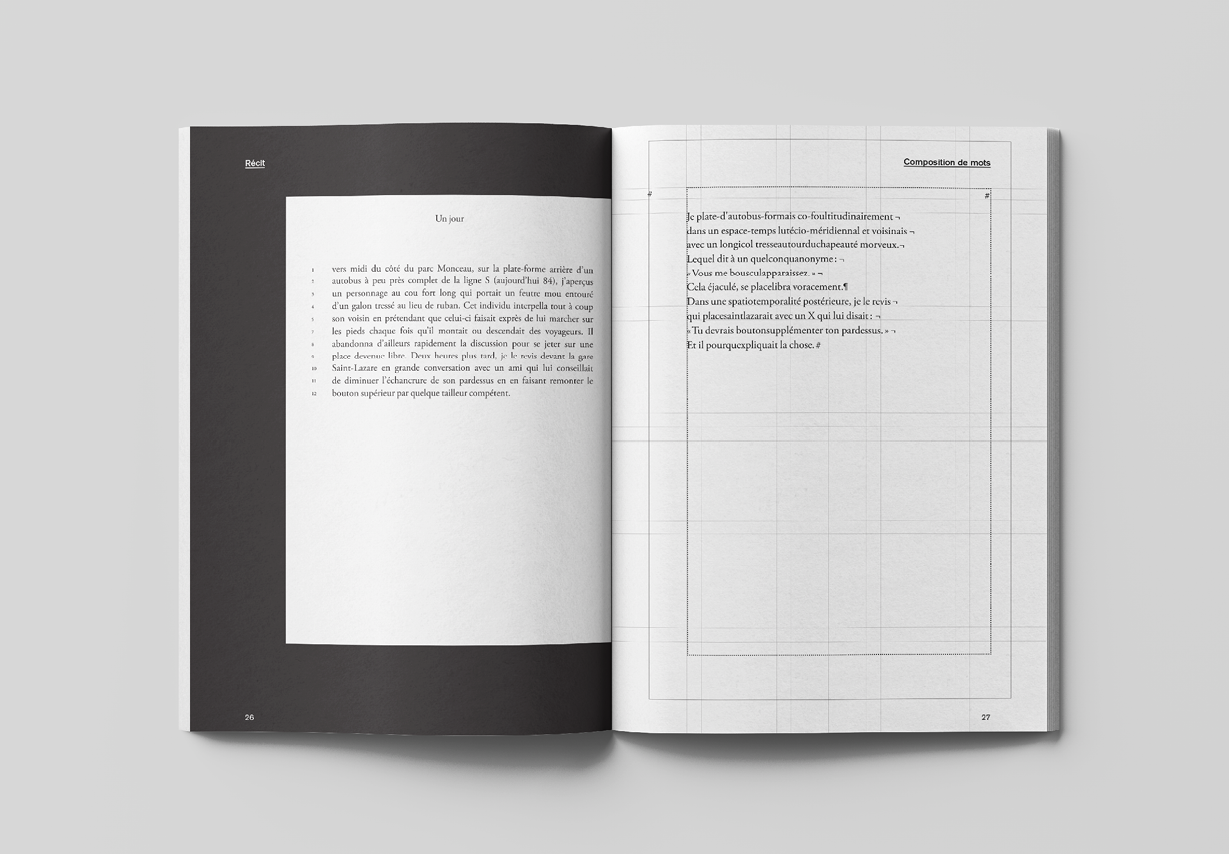 Récit
Un jour
1 vers midi du côté du parc Monceau, sur la plate-forme arrière d'un
2 autobus à peu près complet de la ligne S (aujourd'hui 84), j'aperçus
3 un personnage au cou fort long qui portait un feutre mou entouré
d'un galon tressé au lieu de ruban. Cet individu interpella tout à coup
son voisin en prétendant que celui-ci faisait exprès de lui marcher sur
les pieds chaque fois qu'il montait ou descendait des voyageurs. Il
8 abandonna d'ailleurs rapidement la discussion pour se jeter sur une
9 place devenue libre. Deux heures plus tard, je le revis devant la gare
10 Saint-Lazare en grande conversation avec un ami qui lui conseillait
11 de diminuer l'échancrure de son pardessus en en faisant remonter le
12 bouton supérieur par quelque tailleur compétent.
26
Composition de mots
# #
Je plate-d'autobus-formais co-foultitudinairement ¬
dans un espace-temps lutécio-méridiennal et voisinais ¬
avec un longicol tresseautourduchapeauté morveux.¬
Lequel dit à un quelconquanonyme : ¬
« Vous me bousculapparaissez. » ¬
Cela éjaculé, se placelibra voracement.¶
Dans une spatiotemporalité postérieure, je le revis ¬
qui placesaintlazarait avec un X qui lui disait : ¬
« Tu devrais boutonsupplémenter ton pardessus. » ¬
Et il pourquexpliquait la chose. #
27